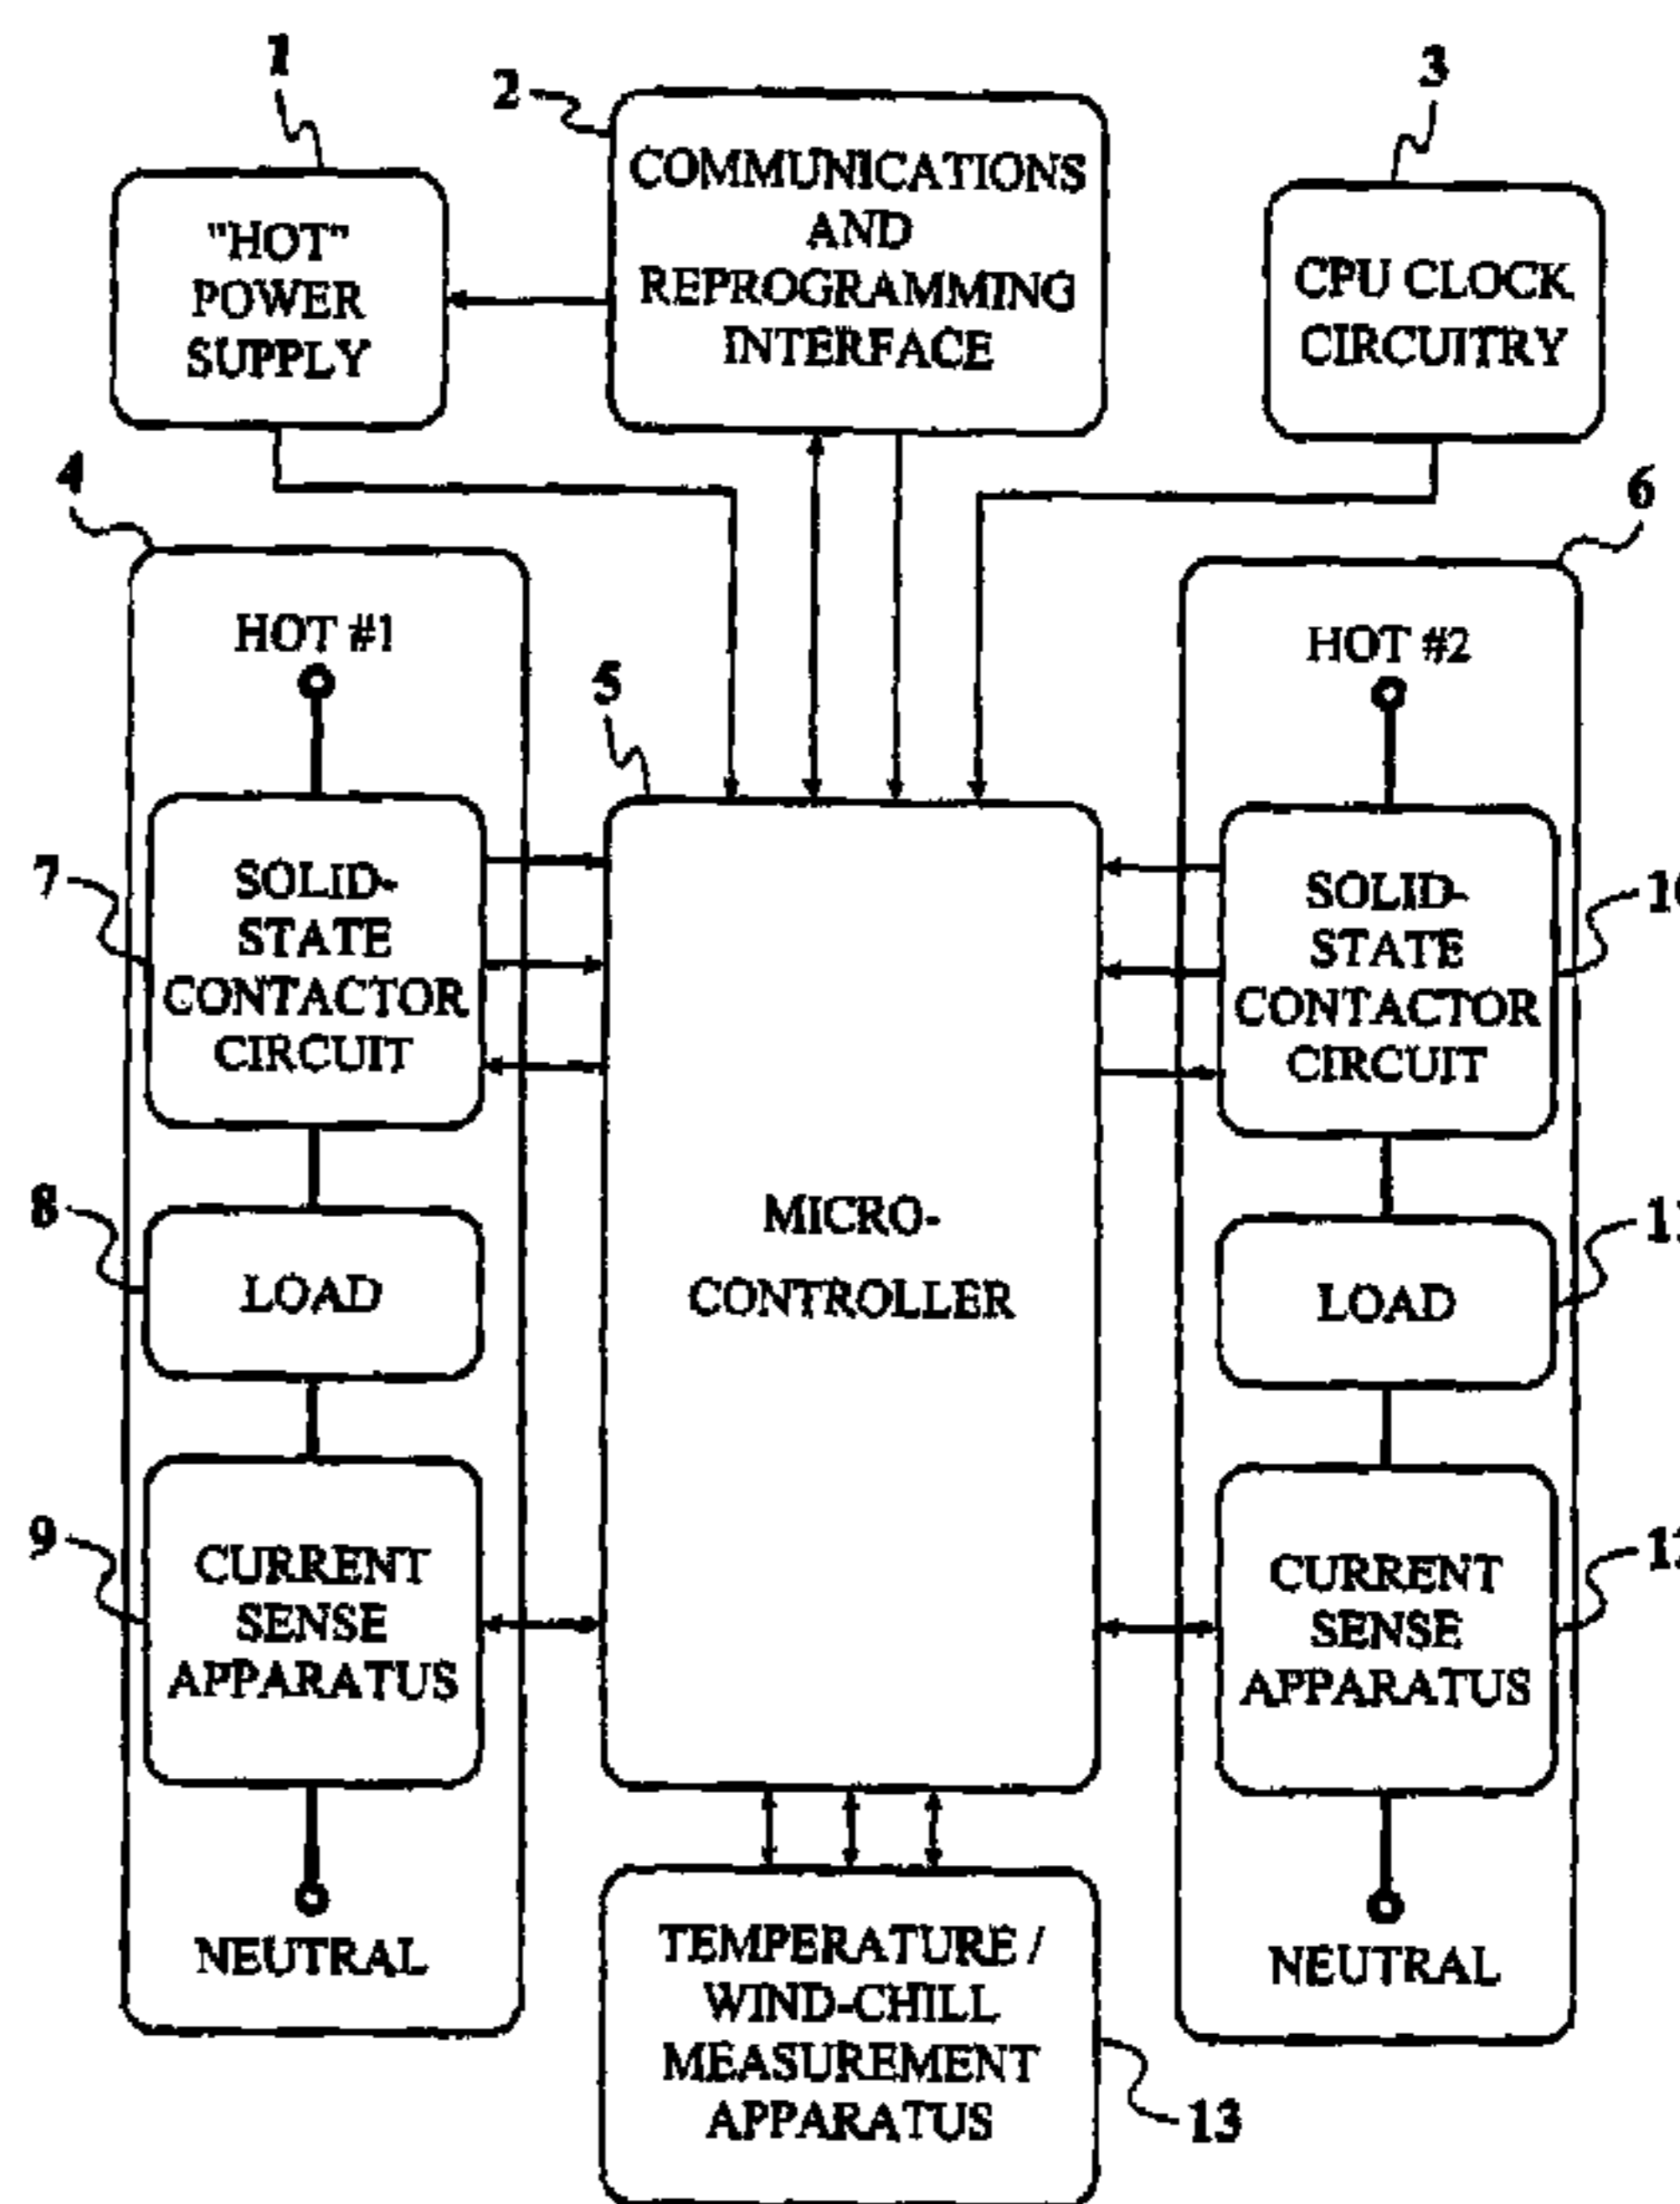 1
2
3
"HOT"
POWER
SUPPLY
COMMUNICATIONS
AND
REPROGRAMMING
INTERFACE
CPU CLOCK
CIRCUITRY
4
6
HOT #1
HOT #2
5
7
SOLID-
STATE
CONTACTOR
CIRCUIT
SOLID-
STATE
CONTACTOR
CIRCUIT
8
LOAD
MICRO-
CONTROLLER
LOAD
9
CURRENT
SENSE
APPARATUS
CURRENT
SENSE
APPARATUS
NEUTRAL
NEUTRAL
TEMPERATURE /
WIND-CHILL
MEASUREMENT
APPARATUS
13